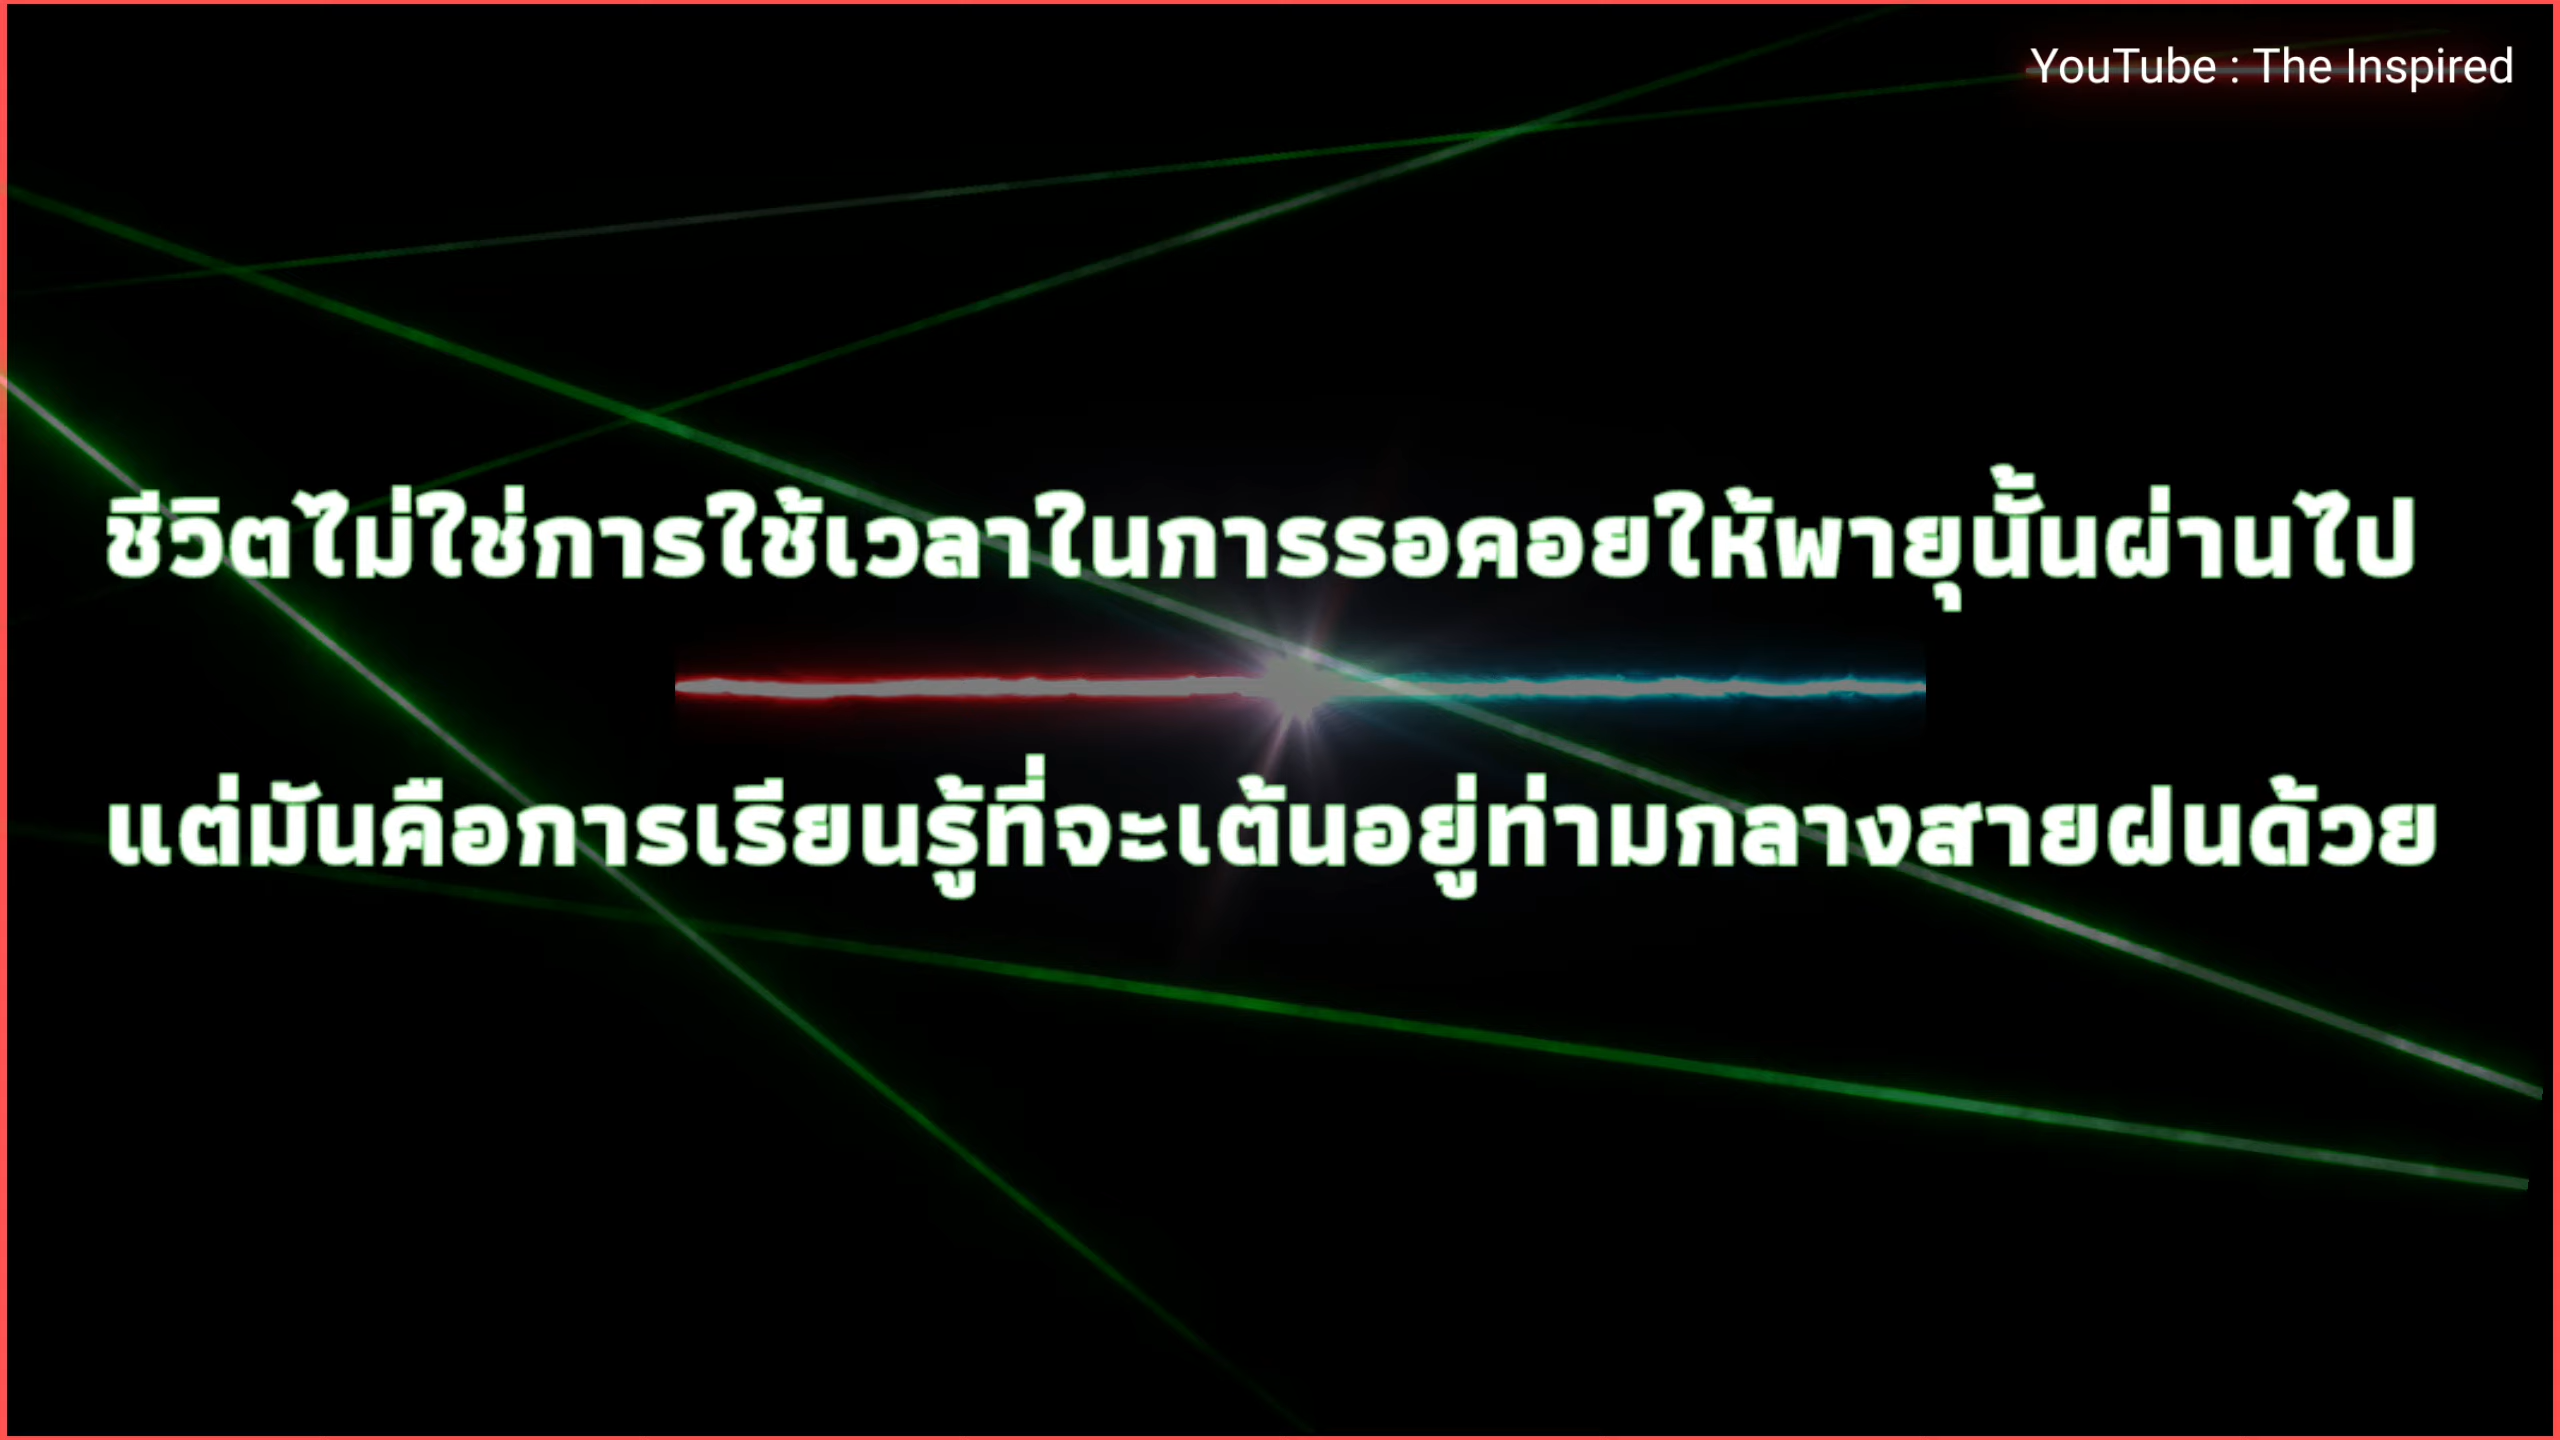 YouTube : The Inspired
ชีวิตไม่ใช่การใช้เวลาในการรอคอยให้พายุนั้นผ่านไป
แต่มันคือการเรียนรู้ที่จะเต้นอยู่ท่ามกลางสายฝนด้วย